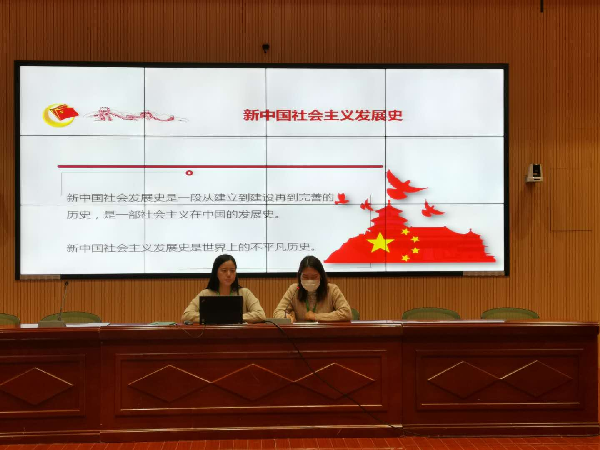 新中国社会主义发展史
新中国社会发展史是一段从建立到建设再到完善的
历史，是一部社会主义在中国的发展史。
新中国社会主义发展史是世界上的不平凡历史。